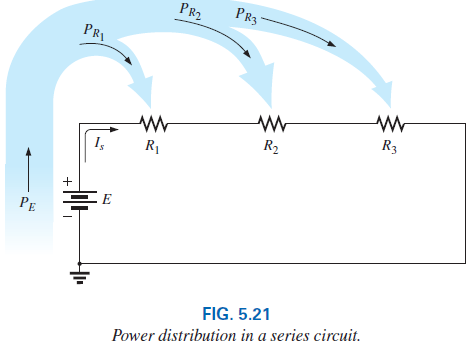 PR1
PR2
PR3
Is
R1
R2
R3
PE
+
E
–
FIG. 5.21
Power distribution in a series circuit.